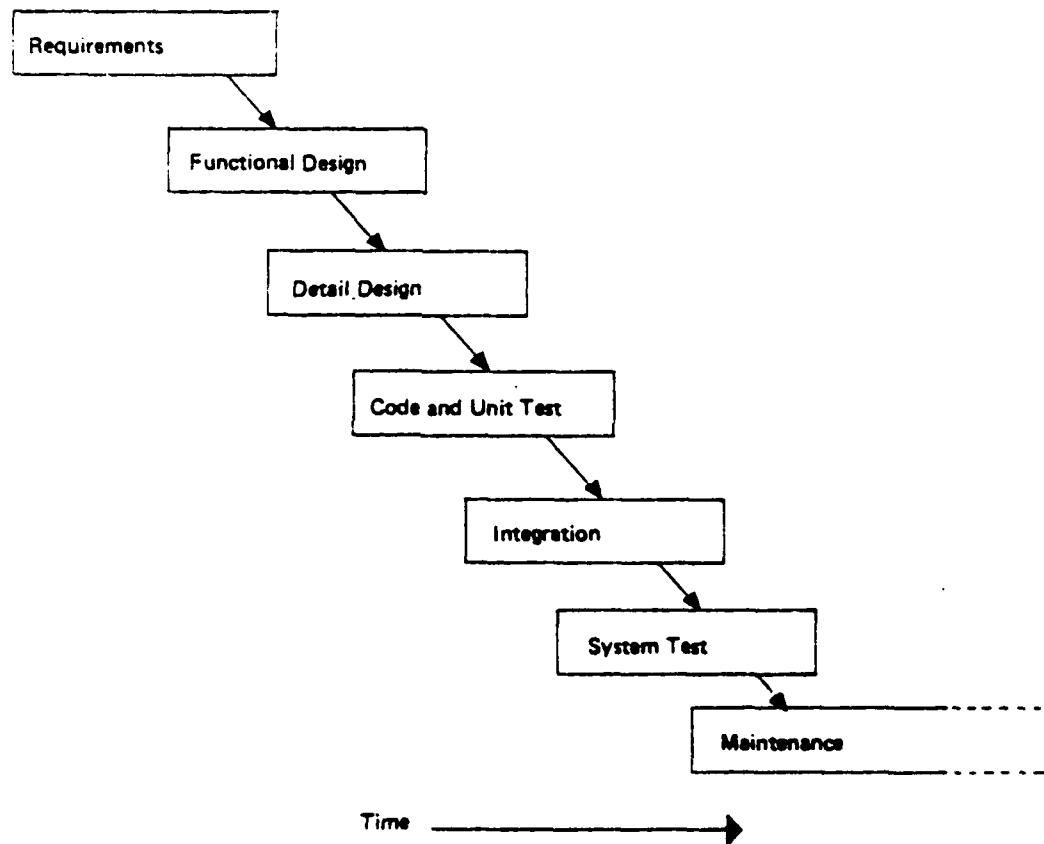 Requirements
Functional Design
Detail Design
Code and Unit Test
Integration
System Test
Maintenance
Time